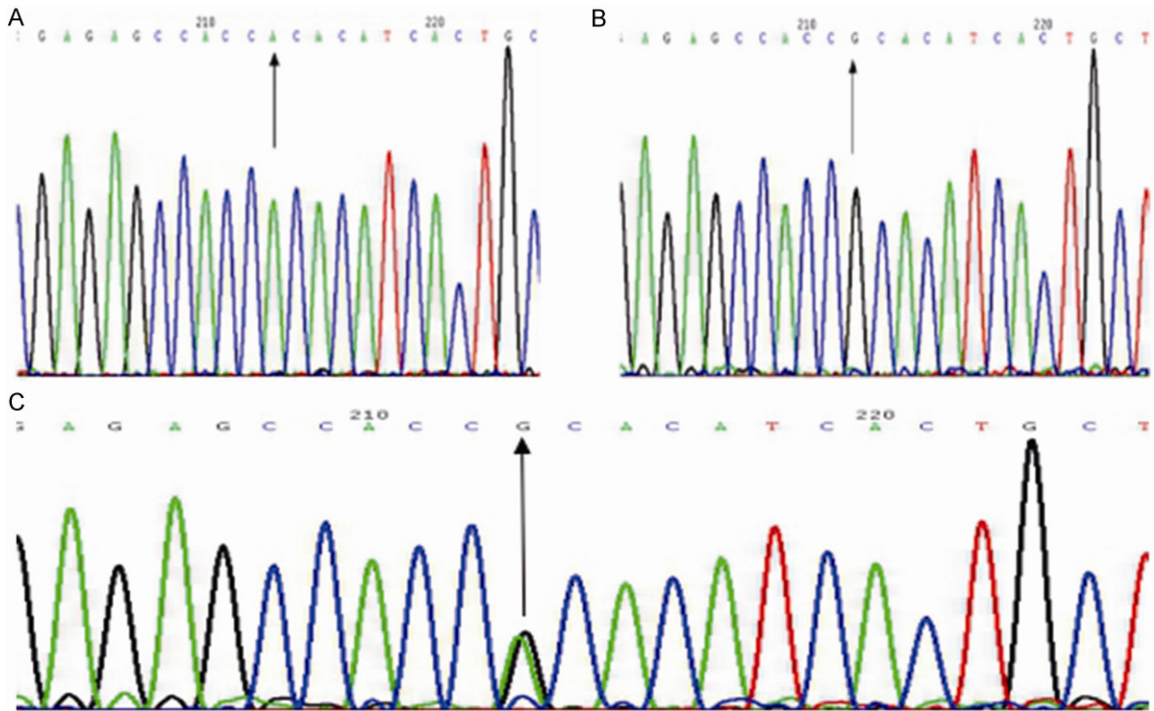 A
210 220
G A G A G C C A C C A C A C A T C A C T G C
B
210 220
A G A G C C A C C G C A C A T C A C T G C T
C
210 220
G A G A G C C A C C G C A C A T C A C T G C T